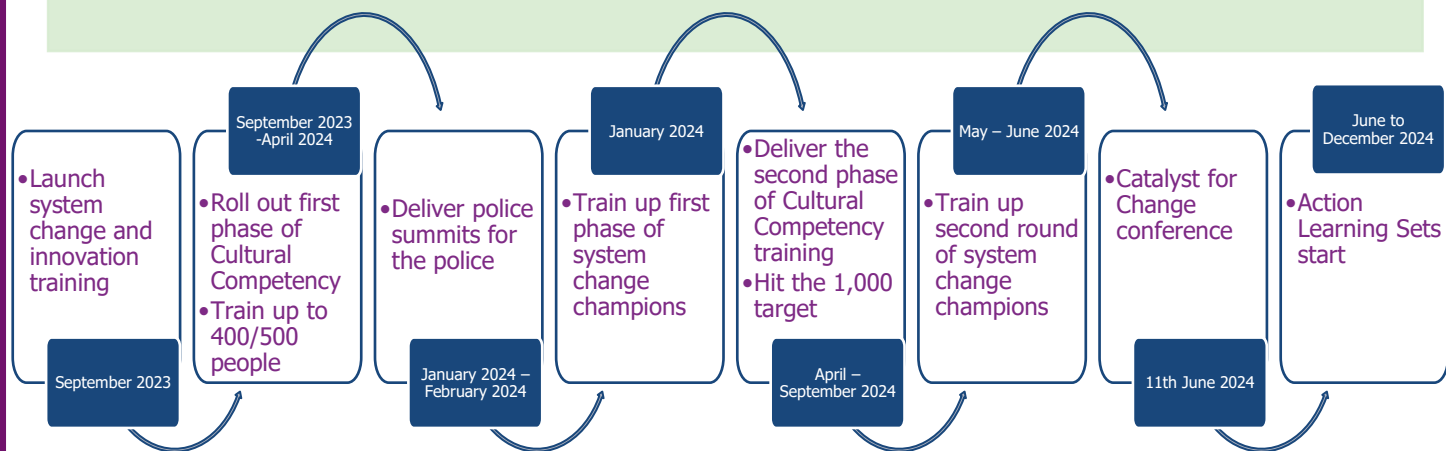 •Launch
system
change and
innovation
training
September 2023
September 2023
-April 2024
•Roll out first
phase of
Cultural
Competency
•Train up to
400/500
people
•Deliver police
summits for
the police
January 2024 –
February 2024
January 2024
•Train up first
phase of
system
change
champions
•Deliver the
second phase
of Cultural
Competency
training
•Hit the 1,000
target
April –
September 2024
May – June 2024
•Train up
second round
of system
change
champions
•Catalyst for
Change
conference
11th June 2024
June to
December 2024
•Action
Learning Sets
start